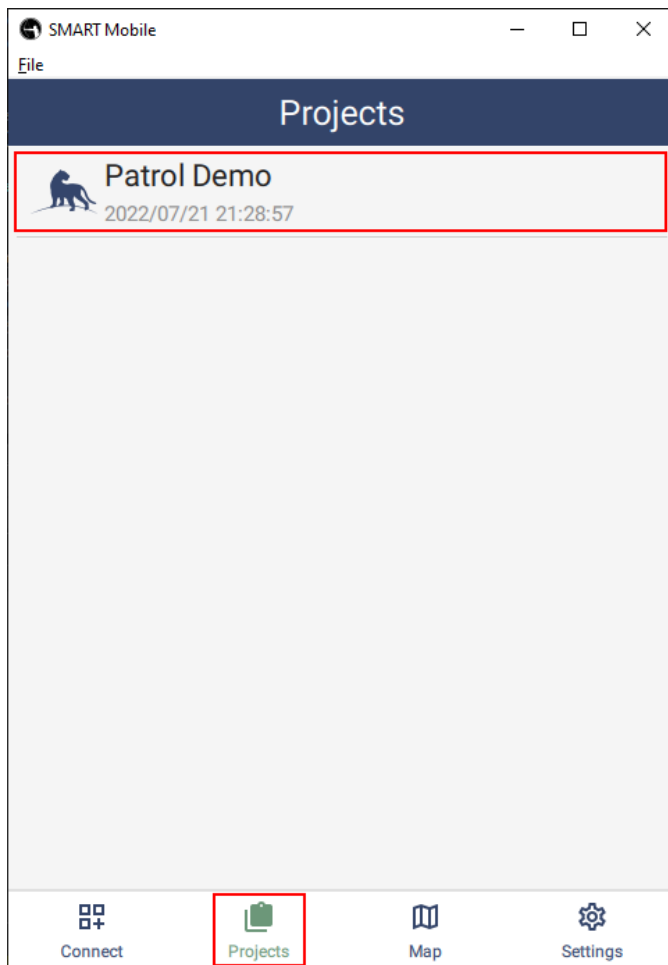 SMART Mobile
File
Projects
Patrol Demo
2022/07/21 21:28:57
Connect Projects Map Settings